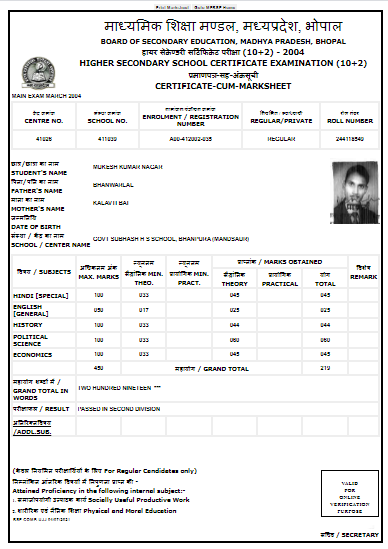 Print Marksheet
माध्यमिक शिक्षा मण्डल, मध्यप्रदेश, भोपाल
BOARD OF SECONDARY EDUCATION, MADHYA PRADESH, BHOPAL
हायर सेकेण्डरी सर्टिफिकेट परीक्षा (10+2) - 2004
HIGHER SECONDARY SCHOOL CERTIFICATE EXAMINATION (10+2)
प्रमाणपत्र-सह-अंकसूची
CERTIFICATE-CUM-MARKSHEET
MAIN EXAM MARCH 2004
केंद्र क्रमांक CENTRE NO. संस्था क्रमांक SCHOOL NO. नामांकन क्रमांक ENROLMENT / REGISTRATION NUMBER नियमित / स्वाध्यायी REGULAR/PRIVATE रोल नंबर ROLL NUMBER
41026 411030 A00-412002-035 REGULAR 244118540
छात्र/छात्रा का नाम
STUDENT'S NAME MUKESH KUMAR NAGAR
पिता/पति का नाम
FATHER'S NAME BHANWARLAL
माता का नाम
MOTHER'S NAME KALAVTI BAI
जन्मतिथि
DATE OF BIRTH
संस्था / केंद्र का नाम
SCHOOL / CENTER NAME GOVT SUBHASH H S SCHOOL, BHANPURA (MANDSAUR)
विषय / SUBJECTS अधिकतम अंक MAX. MARKS न्यूनतम सैद्धांतिक MIN. THEO. न्यूनतम प्रायोगिक MIN. PRACT. प्राप्तांक / MARKS OBTAINED विशेष REMARK
सैद्धांतिक THEORY प्रायोगिक PRACTICAL योग TOTAL
HINDI [SPECIAL] 100 033 045 045
ENGLISH [GENERAL] 050 017 025 025
HISTORY 100 033 044 044
POLITICAL SCIENCE 100 033 060 060
ECONOMICS 100 033 045 045
450 महायोग / GRAND TOTAL 219
महायोग शब्दों में / GRAND TOTAL IN WORDS TWO HUNDRED NINETEEN ***
परीक्षाफल / RESULT PASSED IN SECOND DIVISION
अतिरिक्त विषय /ADDL.SUB.
(केवल नियमित परीक्षार्थियों के लिए For Regular Candidates only)
निम्नलिखित आंतरिक विषयों में निपुणता प्राप्त की -
Attained Proficiency in the following internal subject:-
1. समाजोपयोगी उत्पादक कार्य Socially Useful Productive Work
2. शारीरिक एवं नैतिक शिक्षा Physical and Moral Education
VALID
FOR
ONLINE
VERIFICATION
PURPOSE
सचिव / SECRETARY